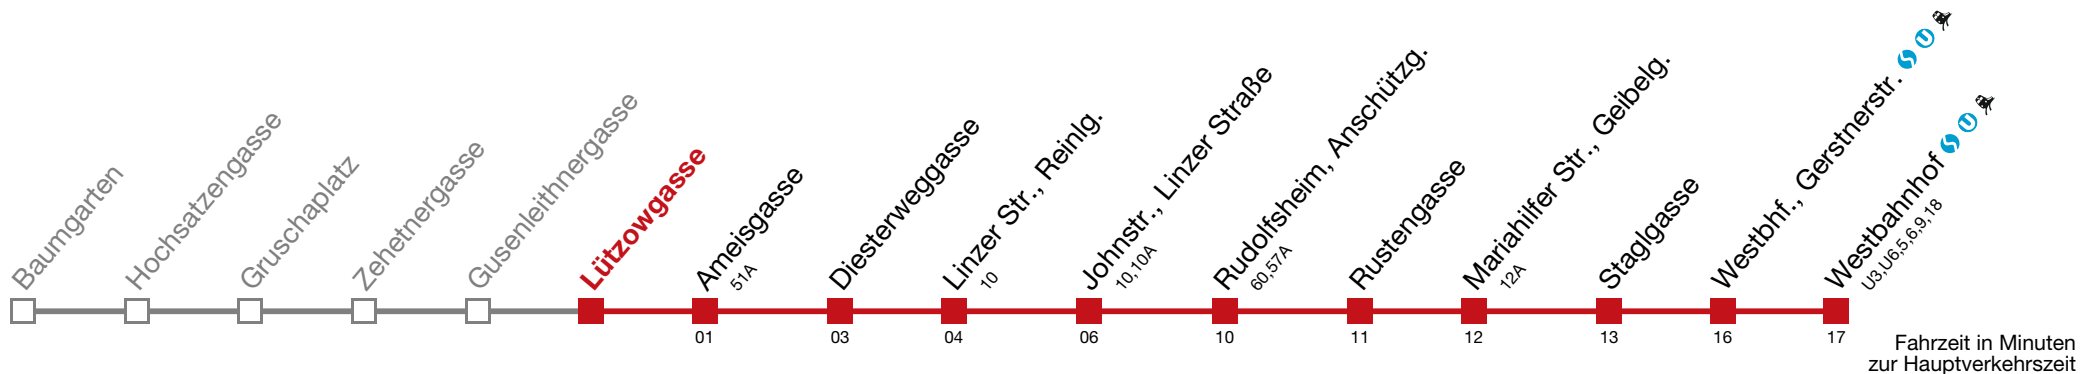 Baumgarten
Hochsatzengasse
Gruschaplatz
Zehetnergasse
Gusenleithnergasse
Lützowgasse
Ameisgasse
51A
Diesterweggasse
Linzer Str., Reinlg.
10
Johnstr., Linzer Straße
10,10A
Rudolfsheim, Anschützg.
60,57A
Rustengasse
Mariahilfer Str., Geibelg.
12A
Staglgasse
Westbhf., Gerstnerstr. S U
Westbahnhof S U
U3,U6,5,6,9,18
01 03 04 06 10 11 12 13 16 17
Fahrzeit in Minuten
zur Hauptverkehrszeit